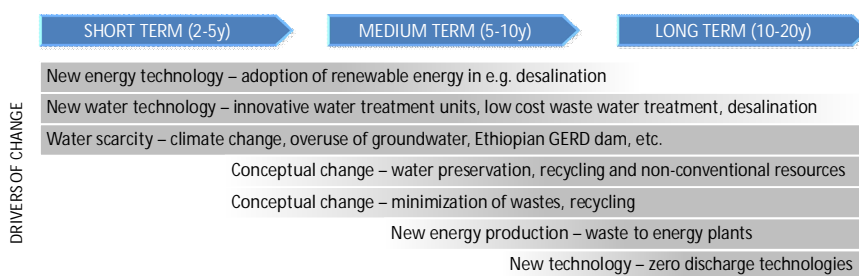 SHORT TERM (2-5y)
MEDIUM TERM (5-10y)
LONG TERM (10-20y)
DRIVERS OF CHANGE
New energy technology – adoption of renewable energy in e.g. desalination
New water technology – innovative water treatment units, low cost waste water treatment, desalination
Water scarcity – climate change, overuse of groundwater, Ethiopian GERD dam, etc.
Conceptual change – water preservation, recycling and non-conventional resources
Conceptual change – minimization of wastes, recycling
New energy production – waste to energy plants
New technology – zero discharge technologies